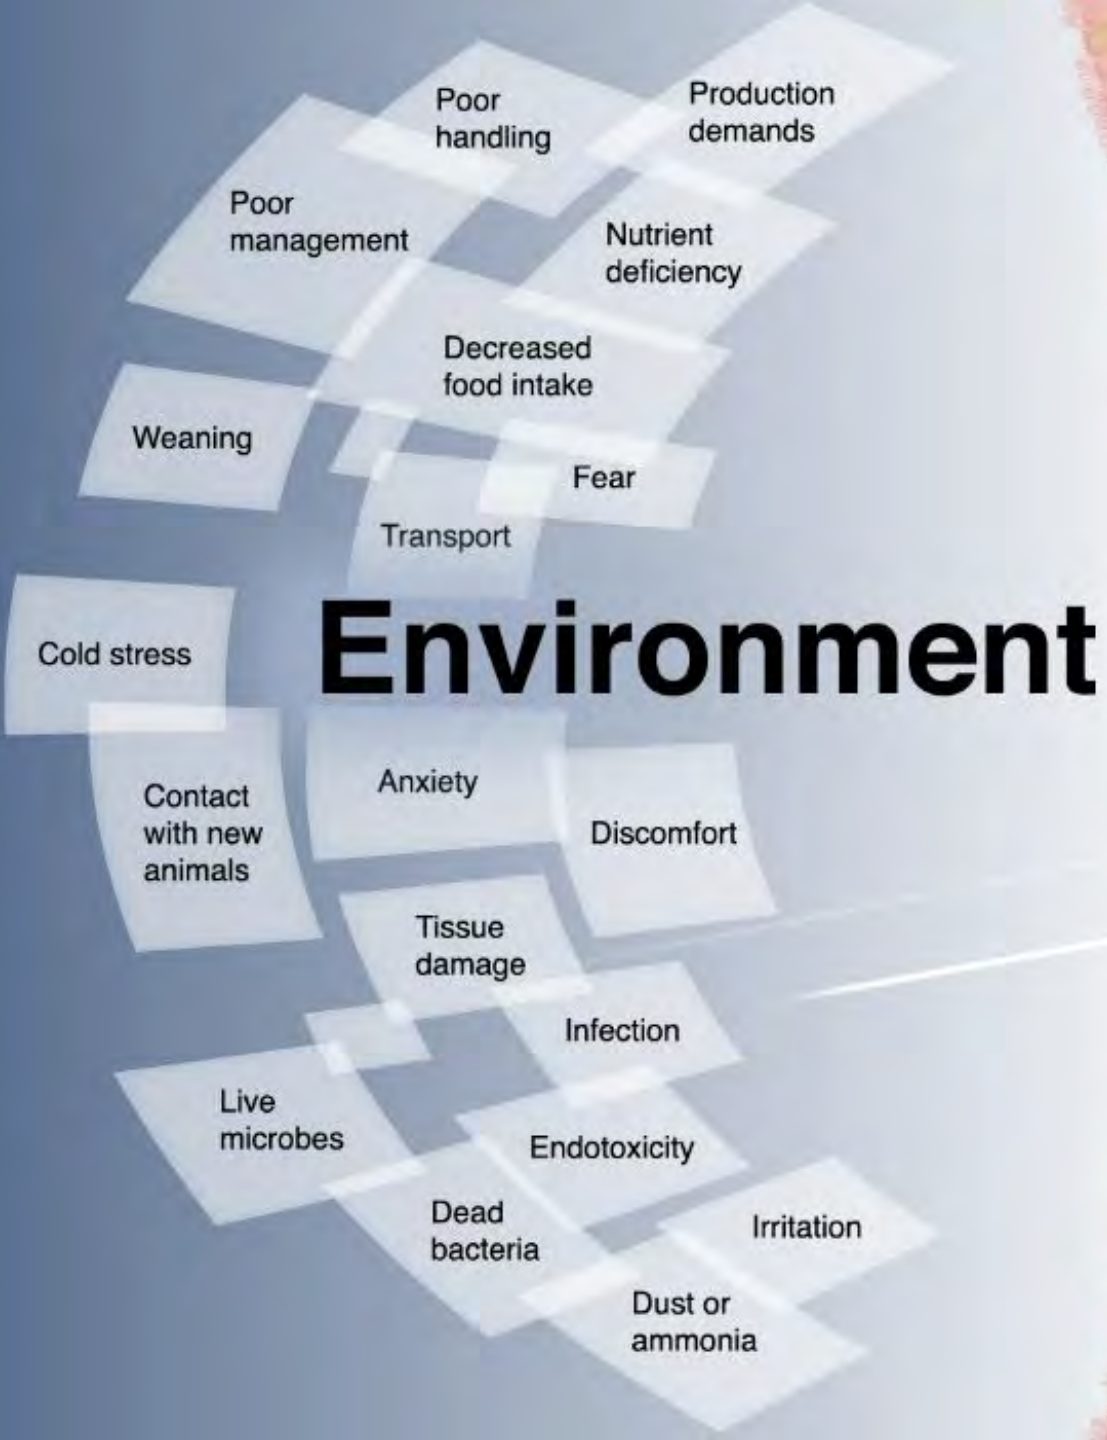 Poor
handling
Production
demands
Poor
management
Nutrient
deficiency
Decreased
food intake
Weaning
Fear
Transport
Cold stress
Environment
Anxiety
Contact
with new
animals
Discomfort
Tissue
damage
Infection
Live
microbes
Endotoxicity
Dead
bacteria
Irritation
Dust or
ammonia